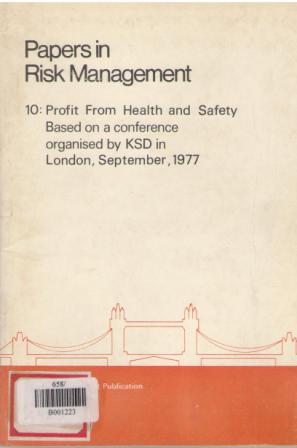 Papers in
Risk Management
10: Profit From Health and Safety
Based on a conference
organised by KSD in
London, September, 1977
Publication
658/
B001223